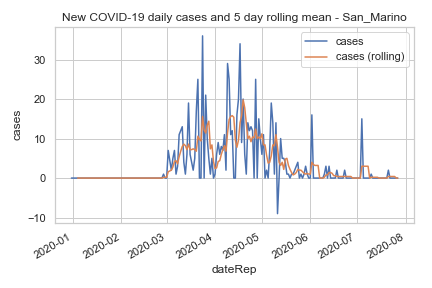 New COVID-19 daily cases and 5 day rolling mean - San_Marino
cases
cases (rolling)
30
20
10
0
−10
cases
2020-01
2020-02
2020-03
2020-04
2020-05
2020-06
2020-07
2020-08
dateRep